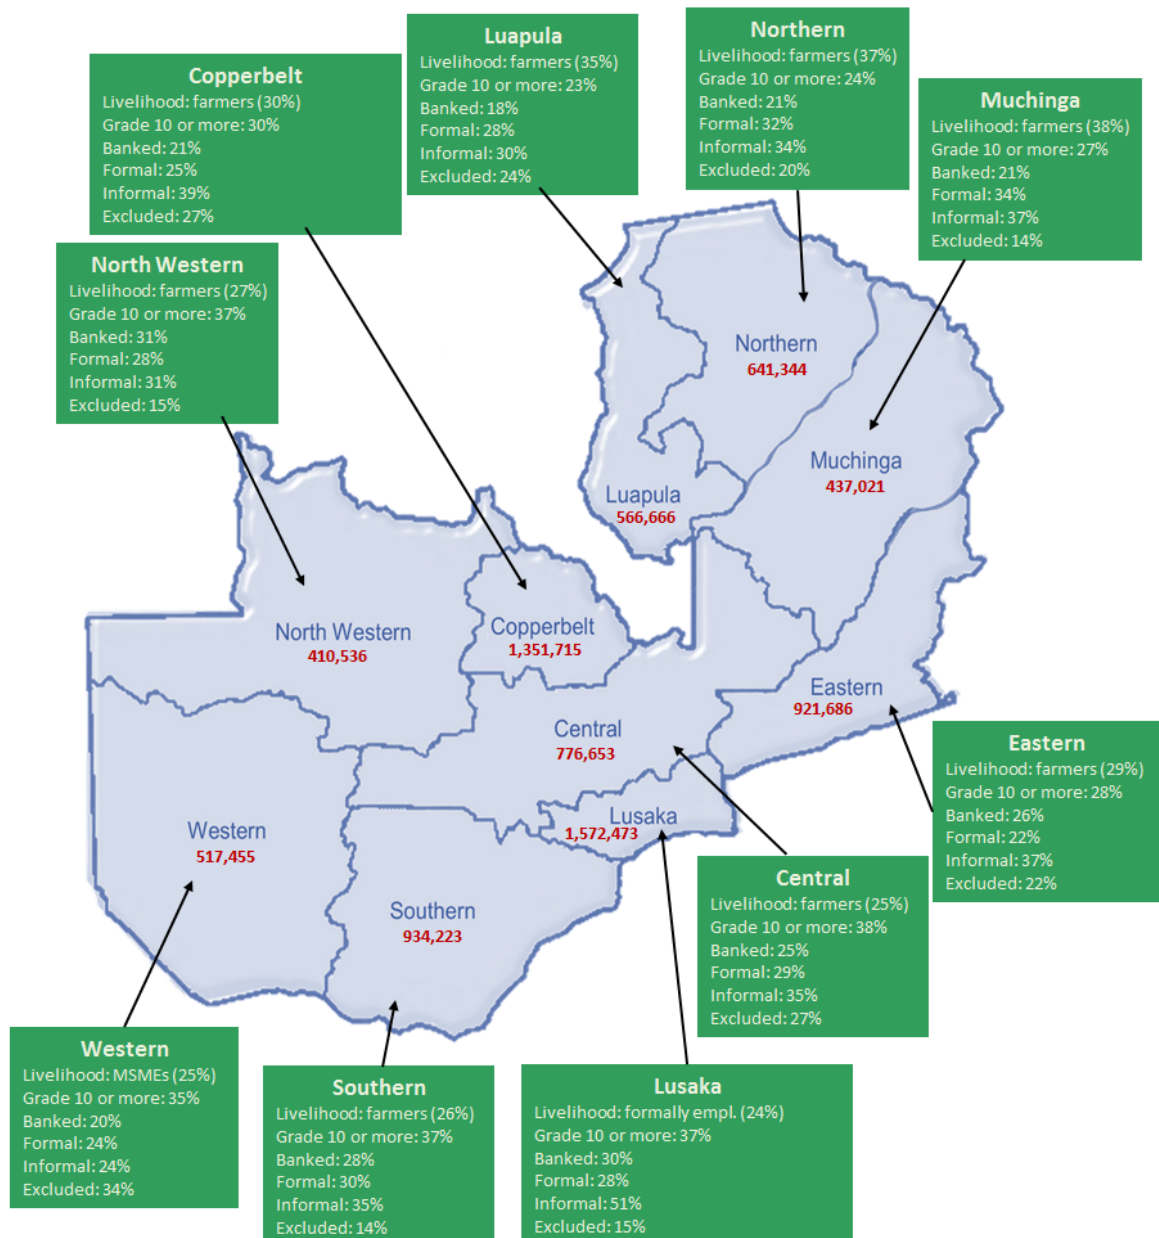 Copperbelt
Livelihood: farmers (30%)
Grade 10 or more: 30%
Banked: 21%
Formal: 25%
Informal: 39%
Excluded: 27%
Luapula
Livelihood: farmers (35%)
Grade 10 or more: 23%
Banked: 18%
Formal: 28%
Informal: 30%
Excluded: 24%
Northern
Livelihood: farmers (37%)
Grade 10 or more: 24%
Banked: 21%
Formal: 32%
Informal: 34%
Excluded: 20%
Muchinga
Livelihood: farmers (38%)
Grade 10 or more: 27%
Banked: 21%
Formal: 34%
Informal: 37%
Excluded: 14%
North Western
Livelihood: farmers (27%)
Grade 10 or more: 37%
Banked: 31%
Formal: 28%
Informal: 31%
Excluded: 15%
Northern
641,344
Muchinga
437,021
Luapula
566,666
North Western
410,536
Copperbelt
1,351,715
Eastern
921,686
Central
776,653
Lusaka
1,572,473
Western
517,455
Southern
934,223
Eastern
Livelihood: farmers (29%)
Grade 10 or more: 28%
Banked: 26%
Formal: 22%
Informal: 37%
Excluded: 22%
Central
Livelihood: farmers (25%)
Grade 10 or more: 38%
Banked: 25%
Formal: 29%
Informal: 35%
Excluded: 27%
Western
Livelihood: MSMEs (25%)
Grade 10 or more: 35%
Banked: 20%
Formal: 24%
Informal: 24%
Excluded: 34%
Southern
Livelihood: farmers (26%)
Grade 10 or more: 37%
Banked: 28%
Formal: 30%
Informal: 35%
Excluded: 14%
Lusaka
Livelihood: formally empl. (24%)
Grade 10 or more: 37%
Banked: 30%
Formal: 28%
Informal: 51%
Excluded: 15%